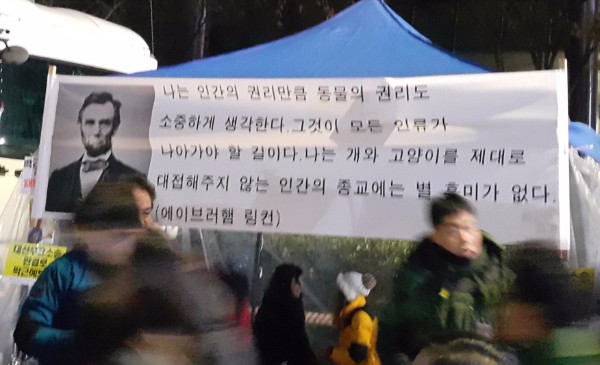 나는 인간의 권리만큼 동물의 권리도
소중하게 생각한다.그것이 모든 인류가
나아가야 할 길이다.나는 개와 고양이를 제대로
대접해주지 않는 인간의 종교에는 별 흥미가 없다.
(에이브러햄 링컨)